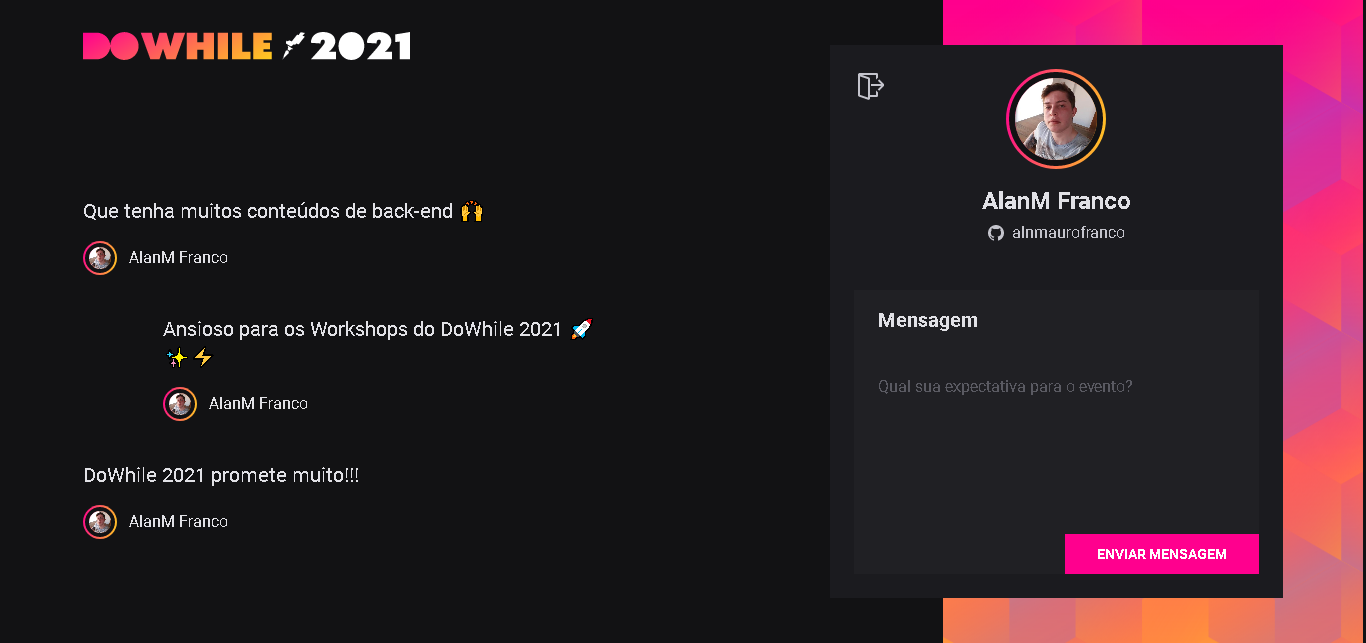 DOWHILE 2021
Que tenha muitos conteúdos de back-end 🙌
AlanM Franco
Ansioso para os Workshops do DoWhile 2021 🚀
✨⚡
AlanM Franco
DoWhile 2021 promete muito!!!
AlanM Franco
AlanM Franco
alnmaurofranco
Mensagem
Qual sua expectativa para o evento?
ENVIAR MENSAGEM